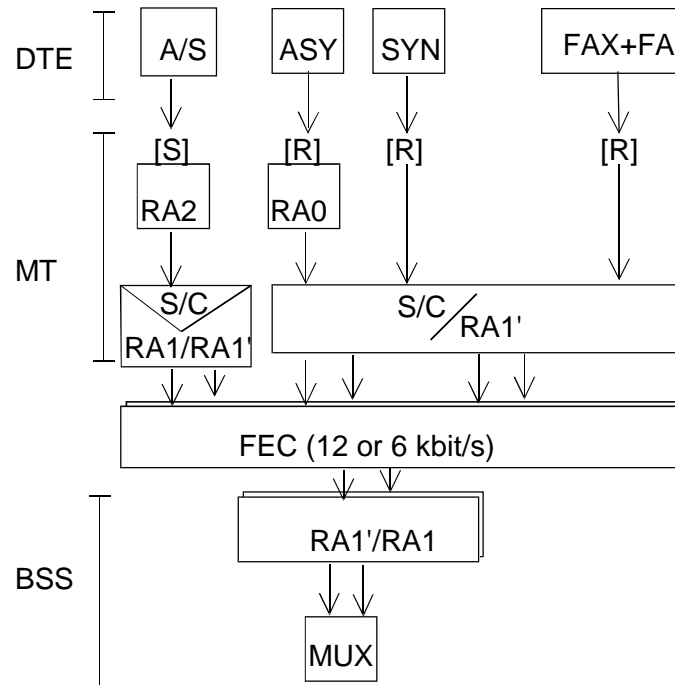 DTE
A/S
ASY
SYN
FAX+FA
[S]
[R]
[R]
[R]
RA2
RA0
MT
S/C
RA1/RA1'
S/C
RA1'
FEC (12 or 6 kbit/s)
RA1'/RA1
BSS
MUX